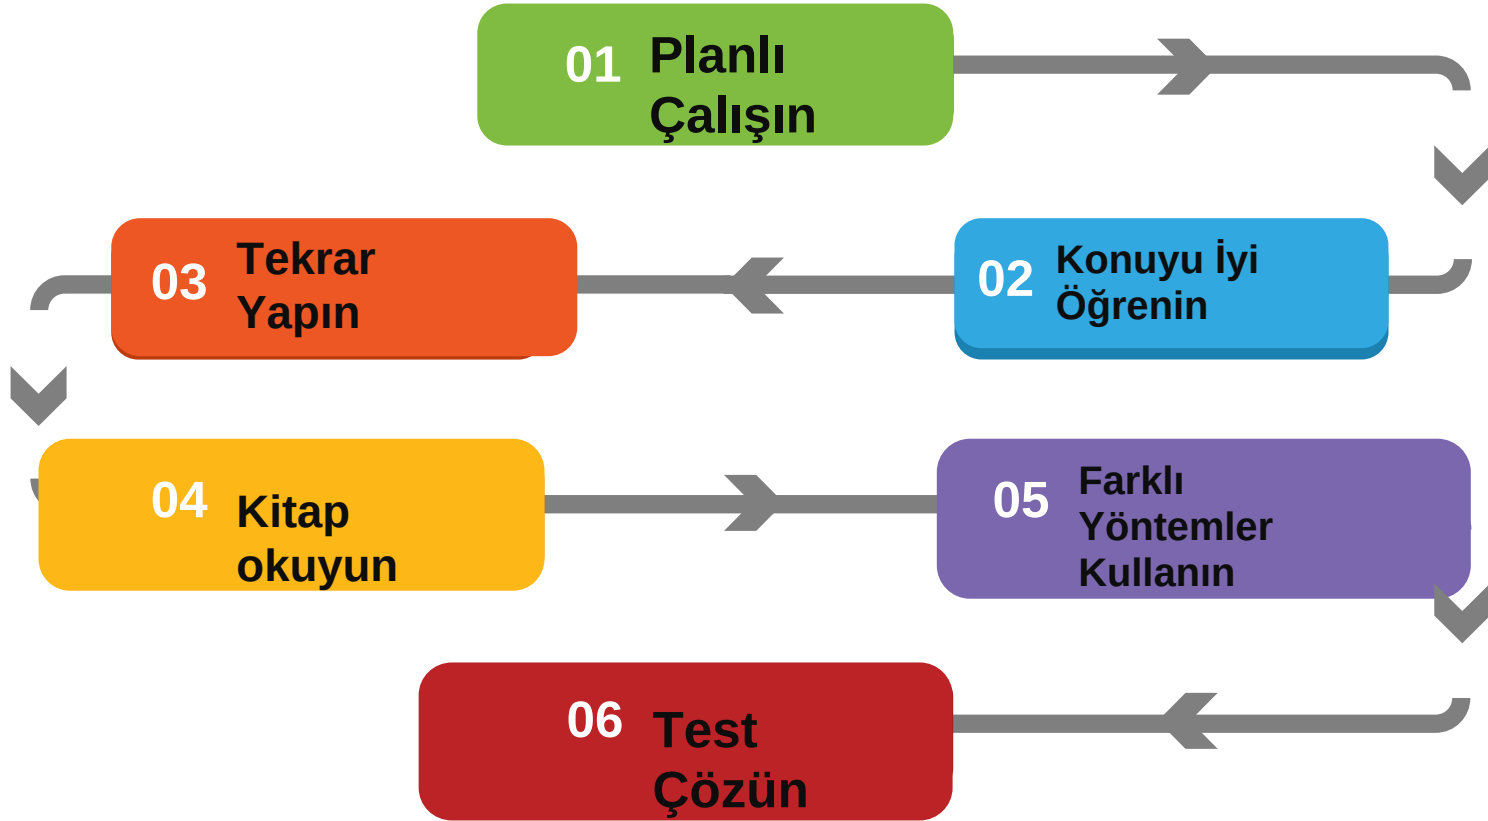 01
Planlı
Çalışın
02
Konuyu İyi
Öğrenin
03
Tekrar
Yapın
04
Kitap
okuyun
05
Farklı
Yöntemler
Kullanın
06
Test
Çözün